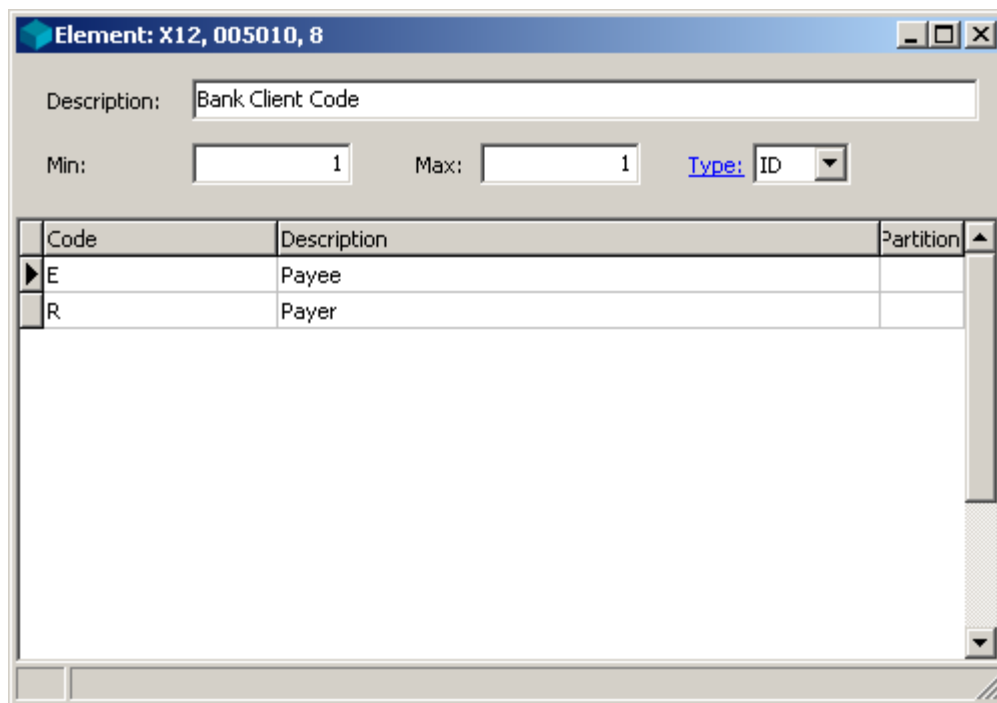 Element: X12, 005010, 8
Description: Bank Client Code
Min: 1 Max: 1 Type: ID
Code Description Partition
E Payee
R Payer